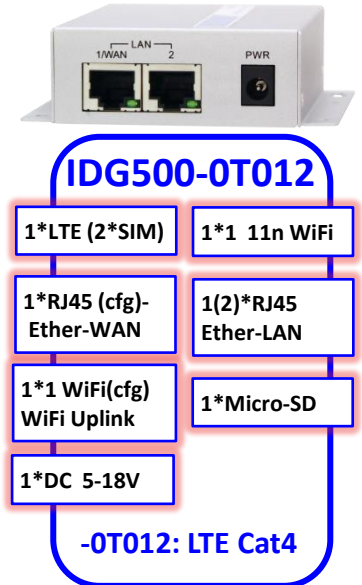 LAN
1/WAN 2 PWR
IDG500-0T012
1*LTE (2*SIM)
1*1 11n WiFi
1*RJ45 (cfg)-
Ether-WAN
1(2)*RJ45
Ether-LAN
1*1 WiFi(cfg)
WiFi Uplink
1*Micro-SD
1*DC 5-18V
-0T012: LTE Cat4